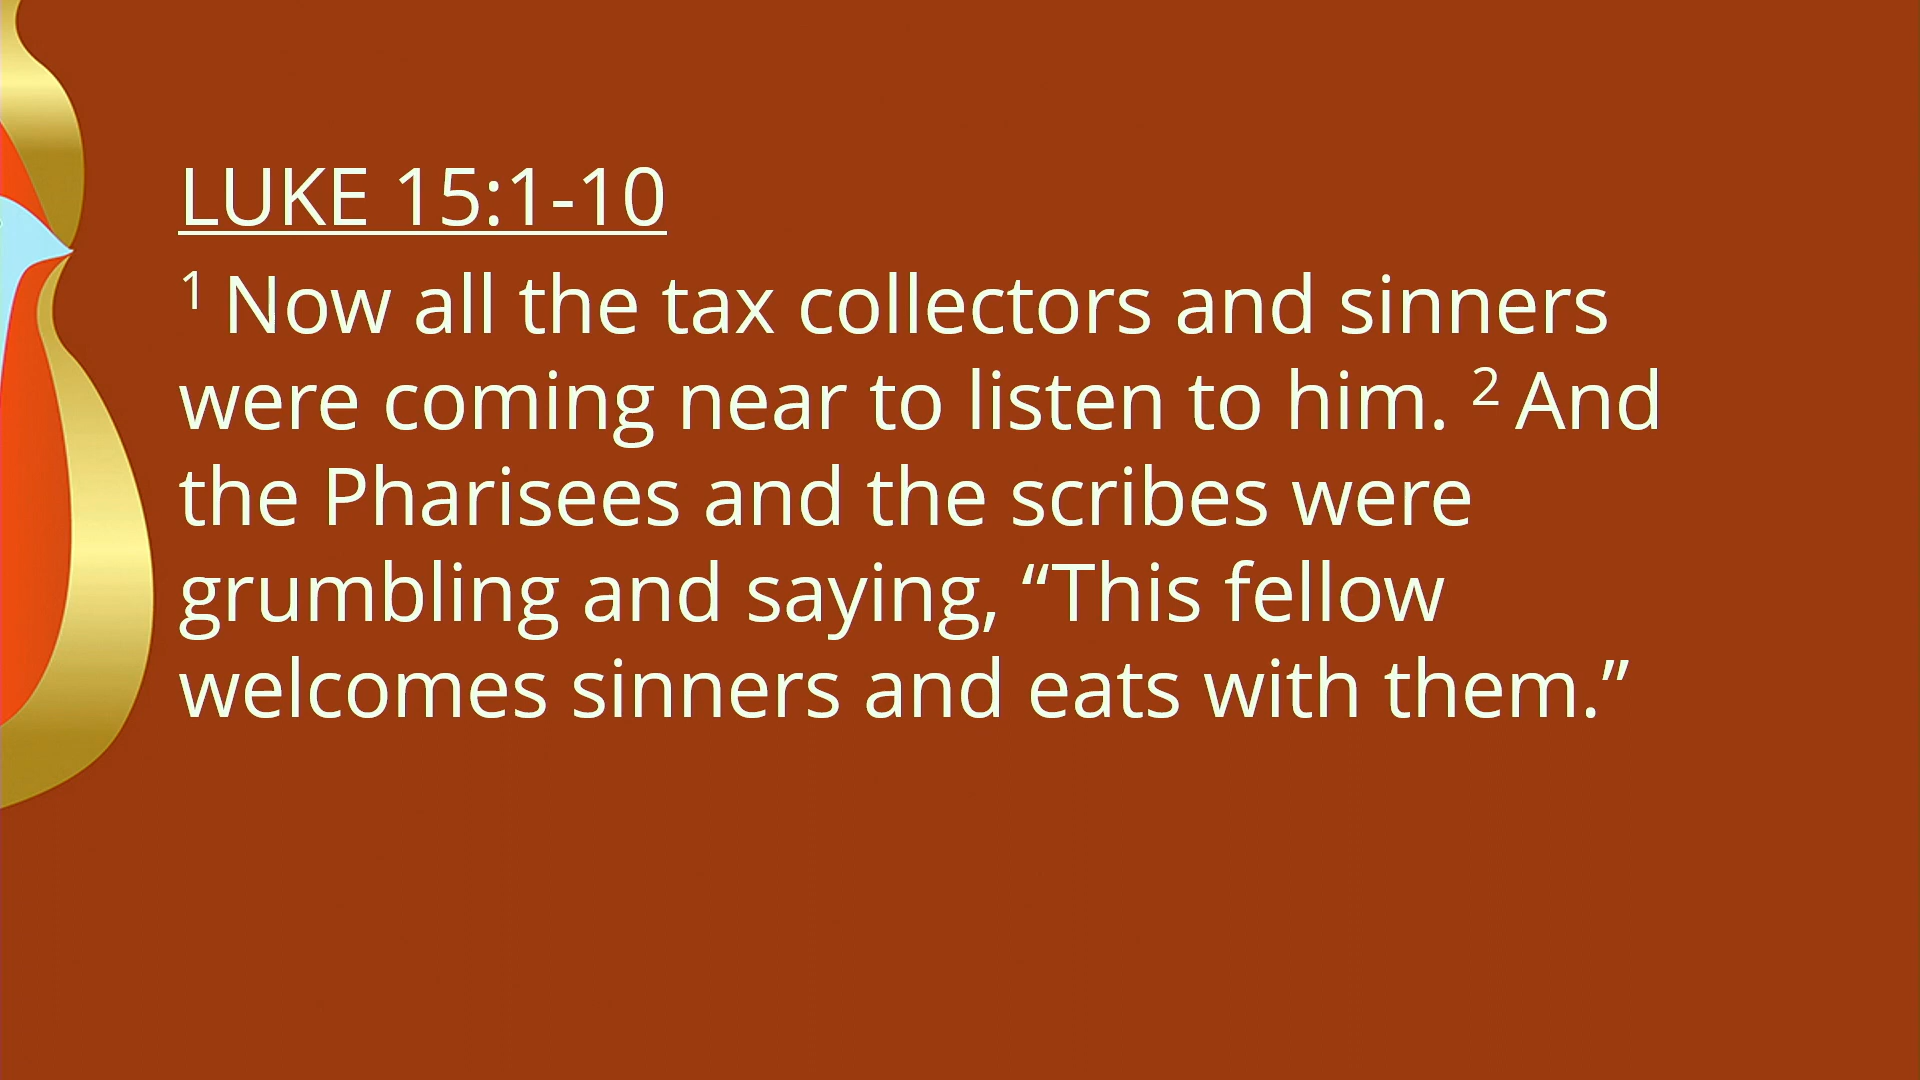 LUKE 15:1-10
¹ Now all the tax collectors and sinners
were coming near to listen to him. ² And
the Pharisees and the scribes were
grumbling and saying, “This fellow
welcomes sinners and eats with them.”